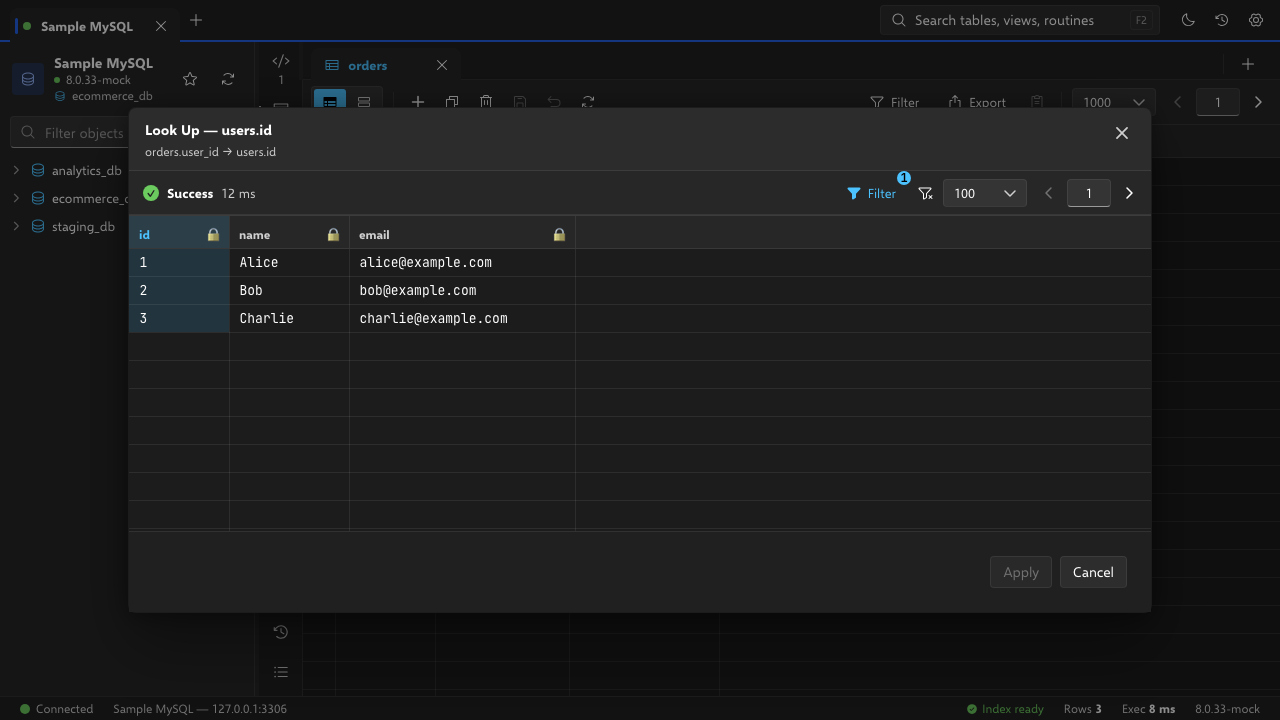 Sample MySQL
Search tables, views, routines F2
Sample MySQL
8.0.33-mock
ecommerce_db
</> 1
orders
Filter Export 1000 1
Filter objects
analytics_db
ecommerce_
staging_db
Look Up — users.id
orders.user_id → users.id
Success 12 ms
1
Filter 100 1
id name email
1 Alice alice@example.com
2 Bob bob@example.com
3 Charlie charlie@example.com
Apply Cancel
Connected Sample MySQL — 127.0.0.1:3306 Index ready Rows 3 Exec 8 ms 8.0.33-mock